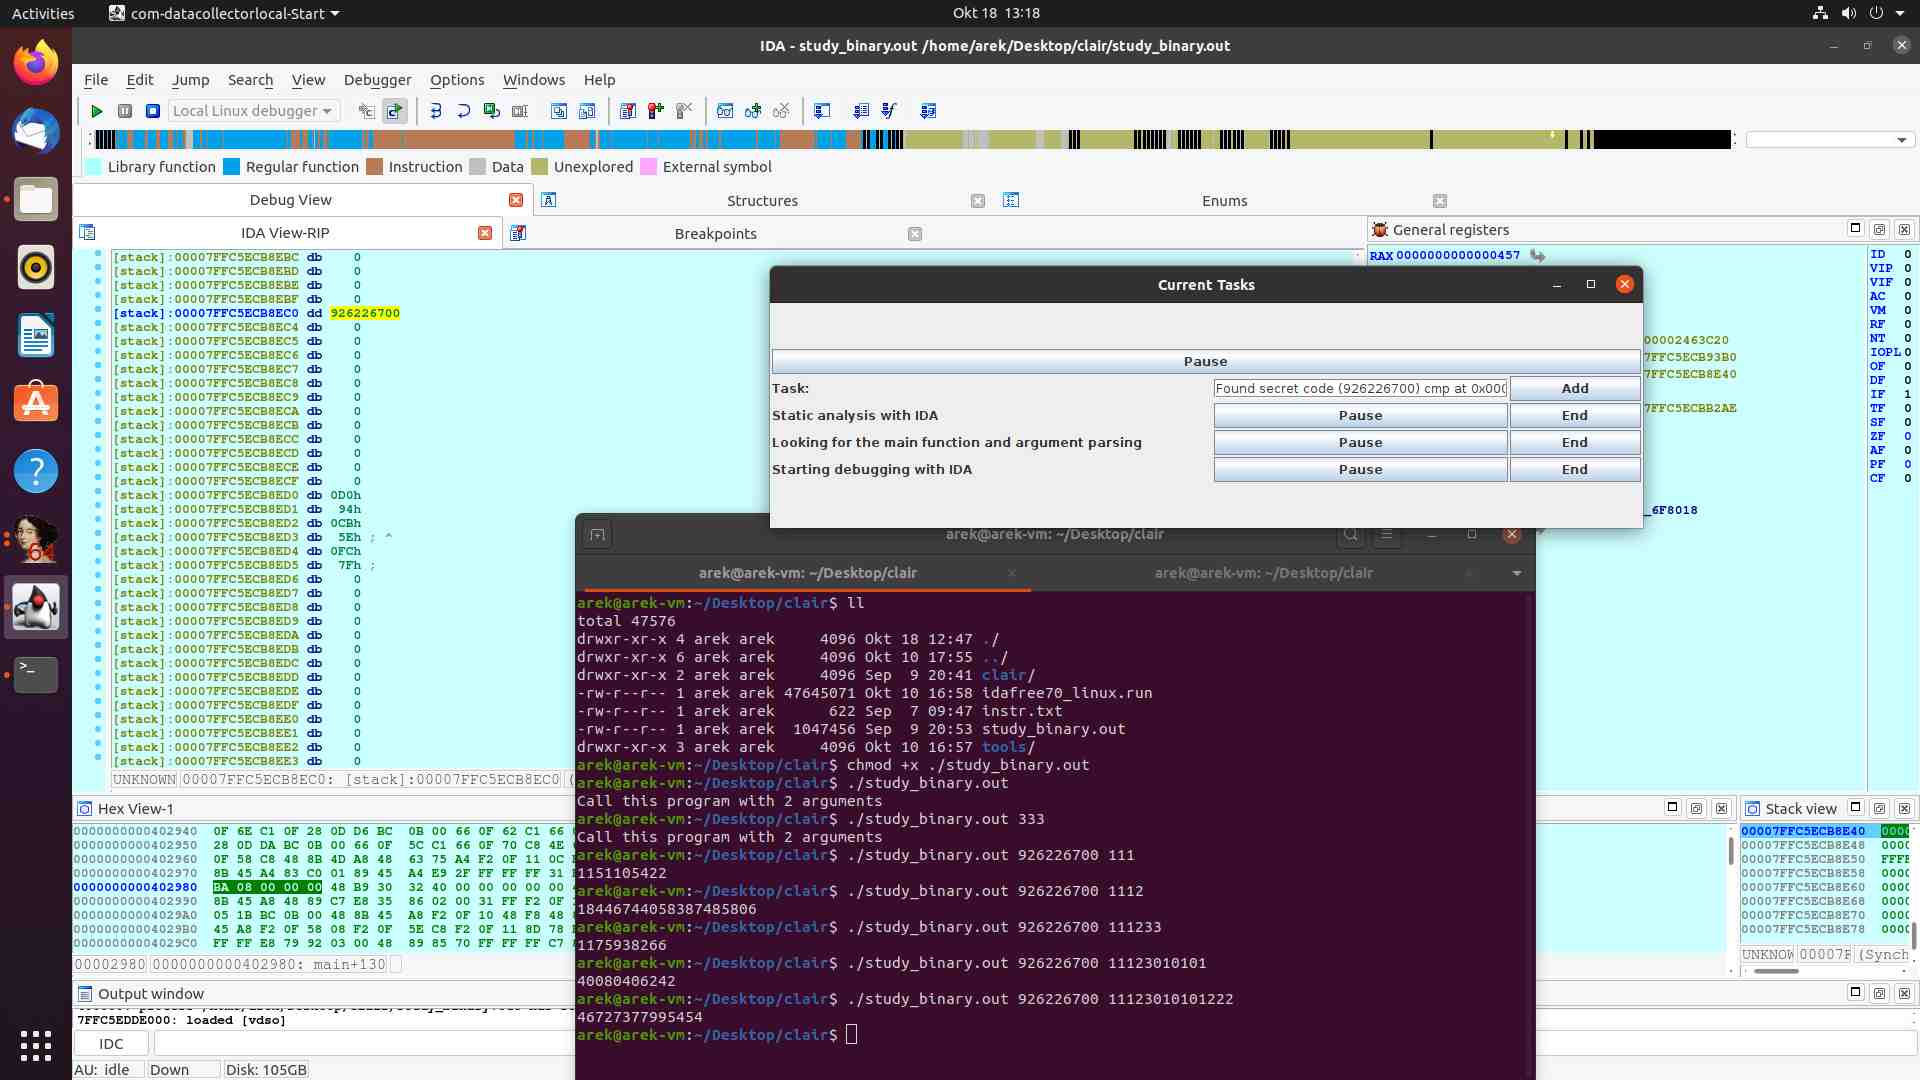 Activities
com-datacollectorlocal-Start
Okt 18 13:18
IDA - study_binary.out /home/arek/Desktop/clair/study_binary.out
File Edit Jump Search View Debugger Options Windows Help
Local Linux debugger
Library function Regular function Instruction Data Unexplored External symbol
Debug View Structures Enums
IDA View-RIP Breakpoints
[stack]:00007FFC5ECB8EBC db 0
[stack]:00007FFC5ECB8EBD db 0
[stack]:00007FFC5ECB8EBE db 0
[stack]:00007FFC5ECB8EBF db 0
[stack]:00007FFC5ECB8EC0 dd 926226700
[stack]:00007FFC5ECB8EC4 db 0
[stack]:00007FFC5ECB8EC5 db 0
[stack]:00007FFC5ECB8EC6 db 0
[stack]:00007FFC5ECB8EC7 db 0
[stack]:00007FFC5ECB8EC8 db 0
[stack]:00007FFC5ECB8EC9 db 0
[stack]:00007FFC5ECB8ECA db 0
[stack]:00007FFC5ECB8ECB db 0
[stack]:00007FFC5ECB8ECC db 0
[stack]:00007FFC5ECB8ECD db 0
[stack]:00007FFC5ECB8ECE db 0
[stack]:00007FFC5ECB8ECF db 0
[stack]:00007FFC5ECB8ED0 db 0D0h
[stack]:00007FFC5ECB8ED1 db 94h
[stack]:00007FFC5ECB8ED2 db 0CBh
[stack]:00007FFC5ECB8ED3 db 5Eh ; ^
[stack]:00007FFC5ECB8ED4 db 0FCh
[stack]:00007FFC5ECB8ED5 db 7Fh ;
[stack]:00007FFC5ECB8ED6 db 0
[stack]:00007FFC5ECB8ED7 db 0
[stack]:00007FFC5ECB8ED8 db 0
[stack]:00007FFC5ECB8ED9 db 0
[stack]:00007FFC5ECB8EDA db 0
[stack]:00007FFC5ECB8EDB db 0
[stack]:00007FFC5ECB8EDC db 0
[stack]:00007FFC5ECB8EDD db 0
[stack]:00007FFC5ECB8EDE db 0
[stack]:00007FFC5ECB8EDF db 0
[stack]:00007FFC5ECB8EE0 db 0
[stack]:00007FFC5ECB8EE1 db 0
[stack]:00007FFC5ECB8EE2 db 0
[stack]:00007FFC5ECB8EE3 db 0
UNKNOWN 00007FFC5ECB8EC0: [stack]:00007FFC5ECB8EC0 (
General registers
RAX 0000000000000457
00002463C20
7FFC5ECB93B0
7FFC5ECB8E40
7FFC5ECBB2AE
_6F8018
ID 0
VIP 0
VIF 0
AC 0
VM 0
RF 0
NT 0
IOPL 0
OF 0
DF 0
IF 1
TF 0
SF 0
ZF 0
AF 0
PF 0
CF 0
Current Tasks
Pause
Task: Found secret code (926226700) cmp at 0x000 Add
Static analysis with IDA Pause End
Looking for the main function and argument parsing Pause End
Starting debugging with IDA Pause End
arek@arek-vm: ~/Desktop/clair
arek@arek-vm: ~/Desktop/clair arek@arek-vm: ~/Desktop/clair
arek@arek-vm:~/Desktop/clair$ ll
total 47576
drwxr-xr-x 4 arek arek 4096 Okt 18 12:47 ./
drwxr-xr-x 6 arek arek 4096 Okt 10 17:55 ../
drwxr-xr-x 2 arek arek 4096 Sep 9 20:41 clair/
-rw-r--r-- 1 arek arek 47645071 Okt 10 16:58 idafree70_linux.run
-rw-r--r-- 1 arek arek 622 Sep 7 09:47 instr.txt
-rw-r--r-- 1 arek arek 1047456 Sep 9 20:53 study_binary.out
drwxr-xr-x 3 arek arek 4096 Okt 10 16:57 tools/
arek@arek-vm:~/Desktop/clair$ chmod +x ./study_binary.out
arek@arek-vm:~/Desktop/clair$ ./study_binary.out
Call this program with 2 arguments
arek@arek-vm:~/Desktop/clair$ ./study_binary.out 333
Call this program with 2 arguments
arek@arek-vm:~/Desktop/clair$ ./study_binary.out 926226700 111
1151105422
arek@arek-vm:~/Desktop/clair$ ./study_binary.out 926226700 1112
18446744058387485806
arek@arek-vm:~/Desktop/clair$ ./study_binary.out 926226700 111233
1175938266
arek@arek-vm:~/Desktop/clair$ ./study_binary.out 926226700 11123010101
40080406242
arek@arek-vm:~/Desktop/clair$ ./study_binary.out 926226700 11123010101222
46727377995454
arek@arek-vm:~/Desktop/clair$
Hex View-1
0000000000402940 0F 6E C1 0F 28 0D D6 BC 0B 00 66 0F 62 C1 66
0000000000402950 28 0D DA BC 0B 00 66 0F 5C C1 66 0F 70 C8 4E
0000000000402960 0F 58 C8 48 8B 4D A8 48 63 75 A4 F2 0F 11 0C
0000000000402970 8B 45 A4 83 C0 01 89 45 A4 E9 2F FF FF FF 31
0000000000402980 BA 08 00 00 00 48 B9 30 32 40 00 00 00 00 00
0000000000402990 8B 45 A8 48 89 C7 E8 35 86 02 00 31 FF F2 0F
00000000004029A0 05 1B BC 0B 00 48 8B 45 A8 F2 0F 10 48 F8 48
00000000004029B0 45 A8 F2 0F 58 08 F2 0F 5E C8 F2 0F 11 8D 78
00000000004029C0 FF FF E8 79 92 03 00 48 89 85 70 FF FF FF C7
00002980 0000000000402980: main+130
Stack view
00007FFC5ECB8E40 0000
00007FFC5ECB8E48 0000
00007FFC5ECB8E50 FFFF
00007FFC5ECB8E58 0000
00007FFC5ECB8E60 0000
00007FFC5ECB8E68 0000
00007FFC5ECB8E70 0000
00007FFC5ECB8E78 0000
UNKNOWN 00007F (Synch
Output window
7FFC5EDDE000: loaded [vdso]
IDC
AU: idle Down Disk: 105GB
64